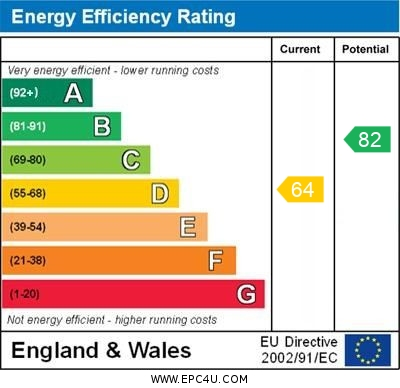 Energy Efficiency Rating
Current Potential
Very energy efficient - lower running costs
(92+) A
(81-91) B
(69-80) C
(55-68) D
(39-54) E
(21-38) F
(1-20) G
82
64
Not energy efficient - higher running costs
England & Wales
EU Directive
2002/91/EC
WWW.EPC4U.COM